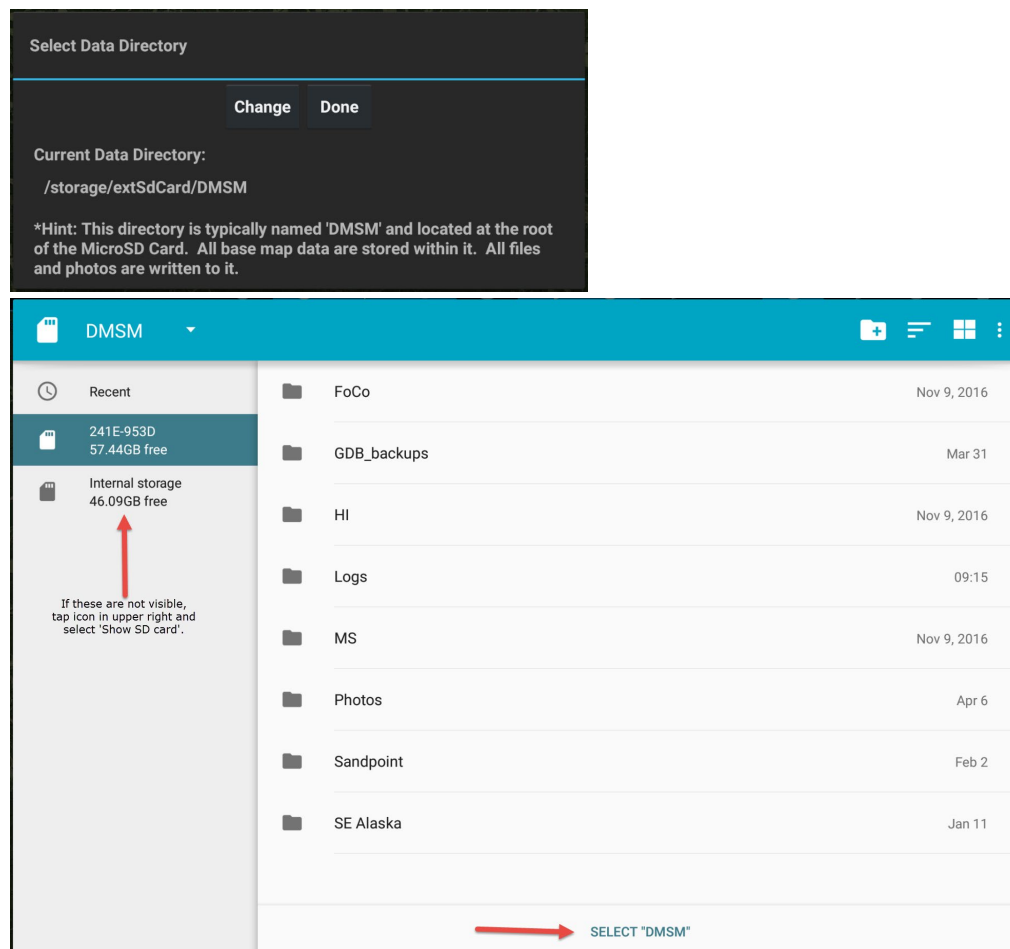 Select Data Directory
Change Done
Current Data Directory:
/storage/extSdCard/DMSM
*Hint: This directory is typically named 'DMSM' and located at the root
of the MicroSD Card. All base map data are stored within it. All files
and photos are written to it.
DMSM
Recent
241E-953D
57.44GB free
Internal storage
46.09GB free
If these are not visible,
tap icon in upper right and
select 'Show SD card'.
FoCo Nov 9, 2016
GDB_backups Mar 31
HI Nov 9, 2016
Logs 09:15
MS Nov 9, 2016
Photos Apr 6
Sandpoint Feb 2
SE Alaska Jan 11
SELECT "DMSM"